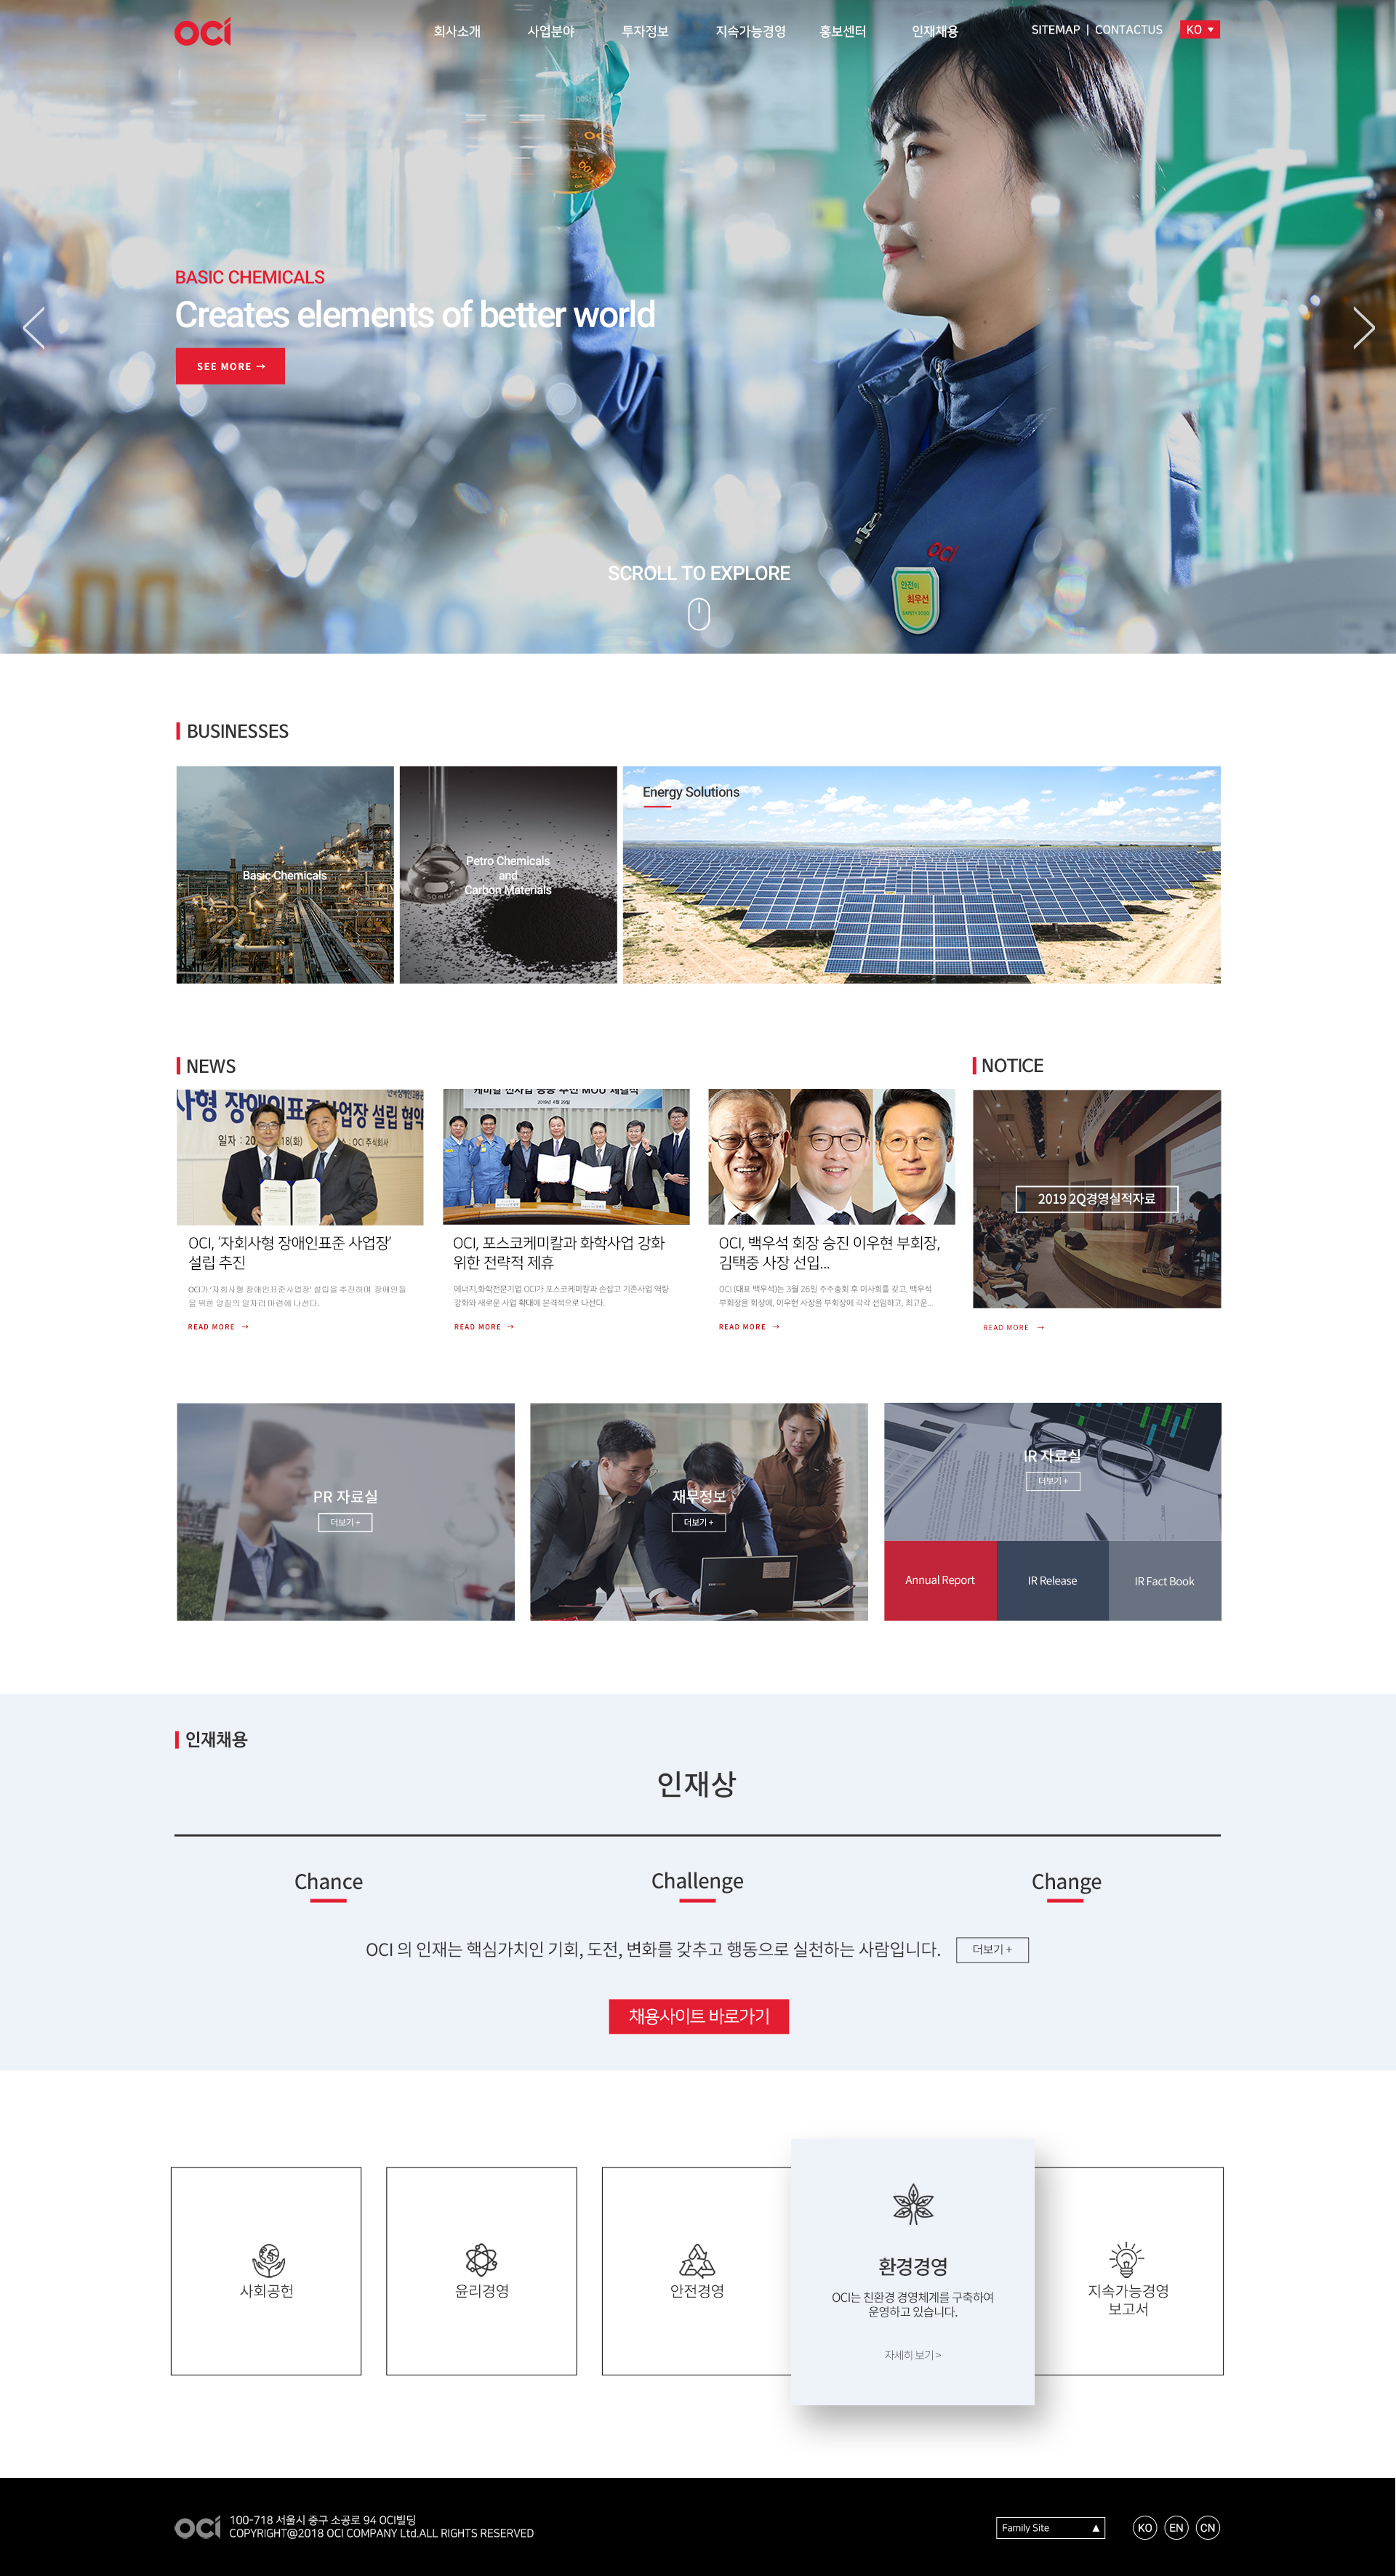 OCI
회사소개
사업분야
투자정보
지속가능경영
홍보센터
인재채용
SITEMAP | CONTACTUS
KO ▼
OCI
BASIC CHEMICALS
Creates elements of better world
SEE MORE →
OCI
안전이
최우선
SAFETY 2020
SCROLL TO EXPLORE
BUSINESSES
Basic Chemicals
Petro Chemicals
and
Carbon Materials
Energy Solutions
NEWS
OCI, ‘자회사형 장애인표준 사업장’
설립 추진
OCI가 ‘자회사형 장애인표준사업장’ 설립을 추진하며 장애인들
을 위한 양질의 일자리 마련에 나선다.
READ MORE →
OCI, 포스코케미칼과 화학사업 강화
위한 전략적 제휴
에너지,화학전문기업 OCI가 포스코케미칼과 손잡고 기존사업 역량
강화와 새로운 사업 확대에 본격적으로 나선다.
READ MORE →
OCI, 백우석 회장 승진 이우현 부회장,
김택중 사장 선입...
OCI (대표 백우석)는 3월 26일 주주총회 후 이사회를 갖고, 백우석
부회장을 회장에, 이우현 사장을 부회장에 각각 선임하고, 최고운...
READ MORE →
NOTICE
2019 2Q경영실적자료
READ MORE →
PR 자료실
더보기 +
재무정보
더보기 +
IR 자료실
더보기 +
Annual Report
IR Release
IR Fact Book
인재채용
인재상
Chance
Challenge
Change
OCI 의 인재는 핵심가치인 기회, 도전, 변화를 갖추고 행동으로 실천하는 사람입니다.
더보기 +
채용사이트 바로가기
사회공헌
윤리경영
안전경영
환경경영
OCI는 친환경 경영체계를 구축하여
운영하고 있습니다.
자세히 보기 >
지속가능경영
보고서
OCI
100-718 서울시 중구 소공로 94 OCI빌딩
COPYRIGHT@2018 OCI COMPANY Ltd.ALL RIGHTS RESERVED
Family Site ▲
KO
EN
CN